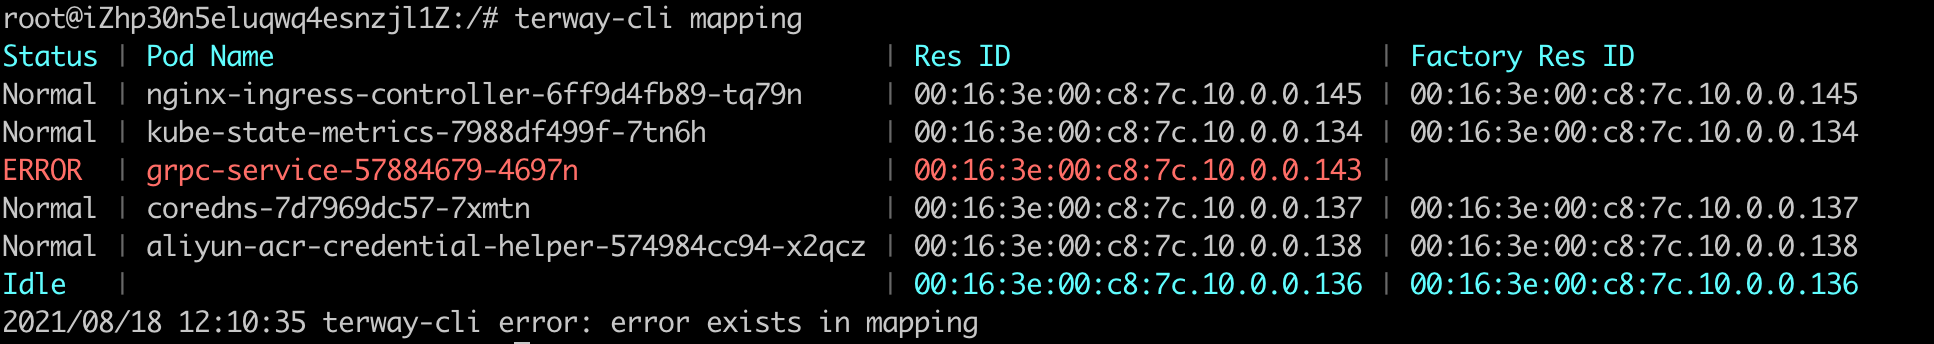 root@iZhp30n5eluqwq4esnzjl1Z:/# terway-cli mapping
Status | Pod Name | Res ID | Factory Res ID
Normal | nginx-ingress-controller-6ff9d4fb89-tq79n | 00:16:3e:00:c8:7c.10.0.0.145 | 00:16:3e:00:c8:7c.10.0.0.145
Normal | kube-state-metrics-7988df499f-7tn6h | 00:16:3e:00:c8:7c.10.0.0.134 | 00:16:3e:00:c8:7c.10.0.0.134
ERROR | grpc-service-57884679-4697n | 00:16:3e:00:c8:7c.10.0.0.143 |
Normal | coredns-7d7969dc57-7xmtn | 00:16:3e:00:c8:7c.10.0.0.137 | 00:16:3e:00:c8:7c.10.0.0.137
Normal | aliyun-acr-credential-helper-574984cc94-x2qcz | 00:16:3e:00:c8:7c.10.0.0.138 | 00:16:3e:00:c8:7c.10.0.0.138
Idle | | 00:16:3e:00:c8:7c.10.0.0.136 | 00:16:3e:00:c8:7c.10.0.0.136
2021/08/18 12:10:35 terway-cli error: error exists in mapping